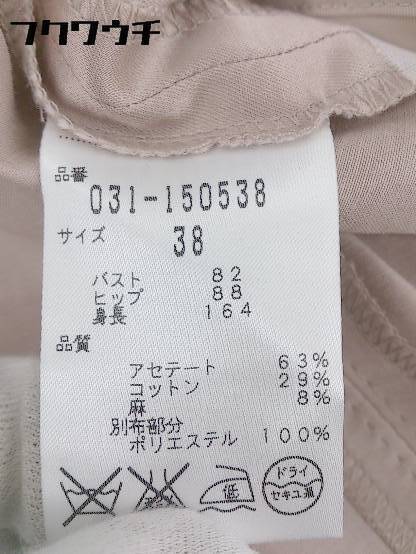 フクワウチ
品番
031-150538
サイズ
38
バスト 82
ヒップ 88
身長 164
品質
アセテート 63%
コットン 29%
麻 8%
別布部分
ポリエステル 100%
低
ドライ
セキユ系